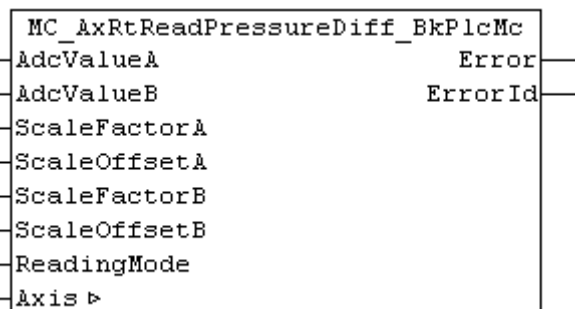 MC_AxRtReadPressureDiff_BkPlcMc
AdcValueA Error
AdcValueB ErrorId
ScaleFactorA
ScaleOffsetA
ScaleFactorB
ScaleOffsetB
ReadingMode
Axis ▷